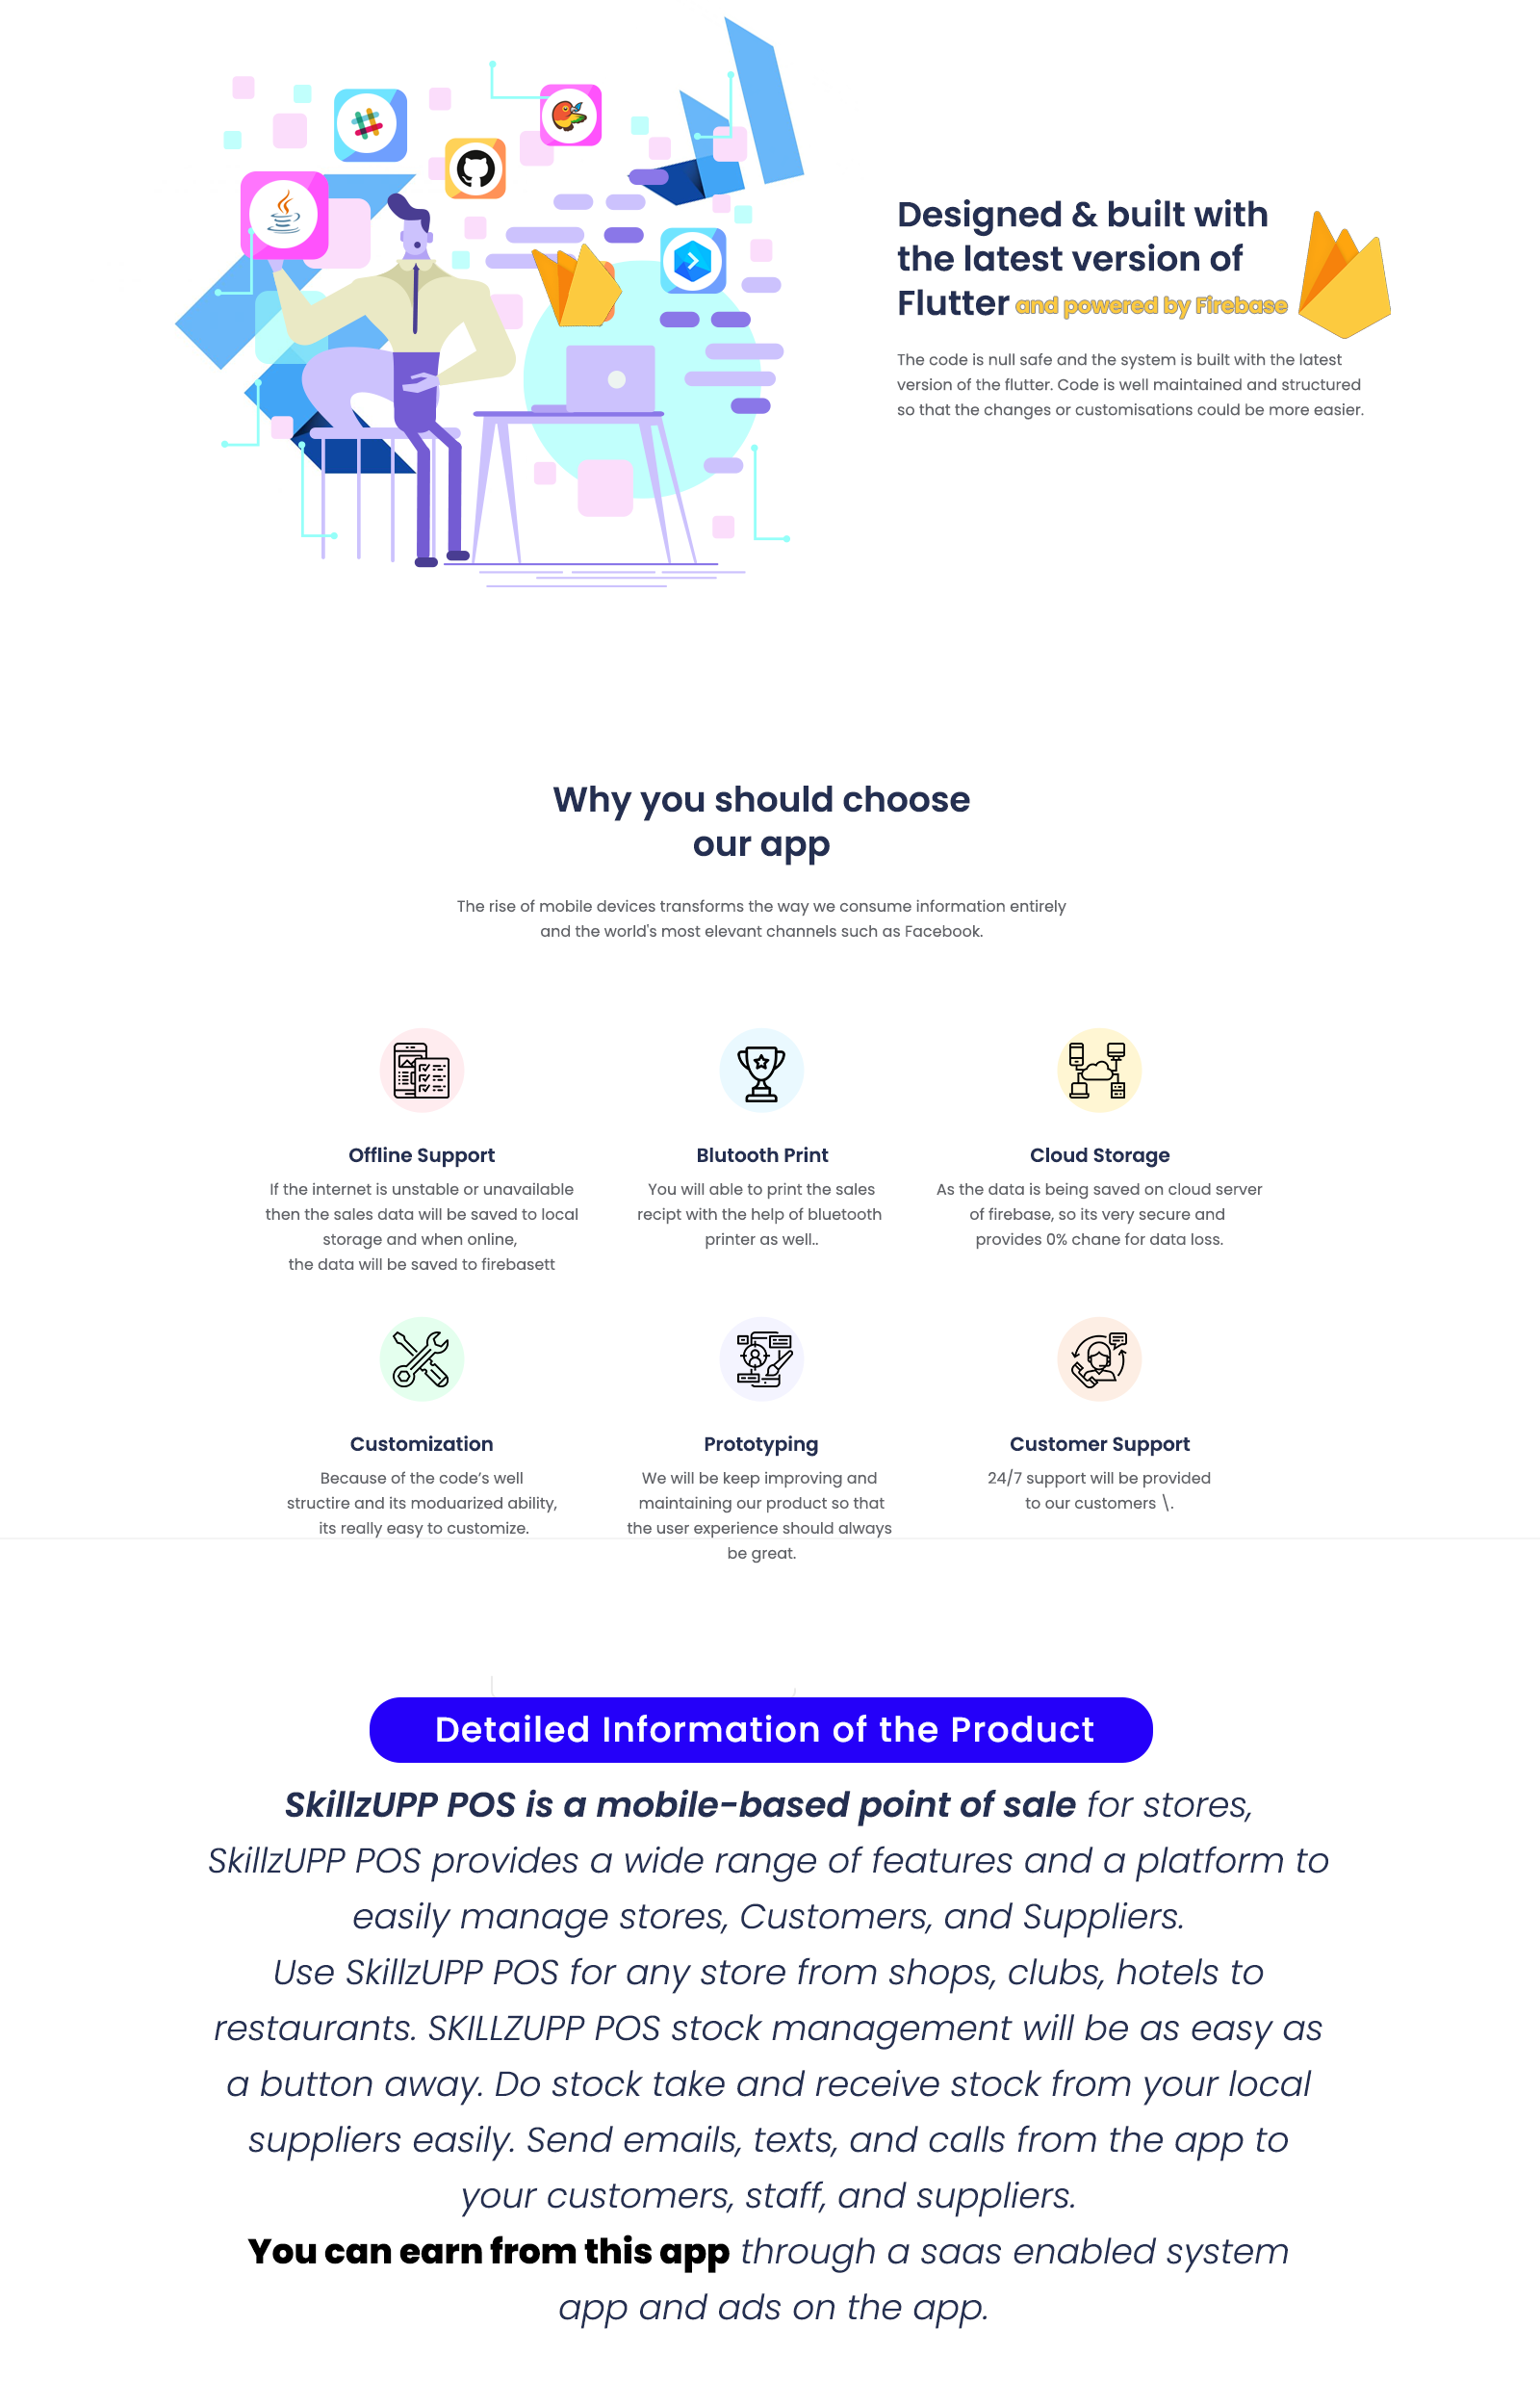 Designed & built with
the latest version of
Flutter and powered by Firebase
The code is null safe and the system is built with the latest
version of the flutter. Code is well maintained and structured
so that the changes or customisations could be more easier.
Why you should choose
our app
The rise of mobile devices transforms the way we consume information entirely
and the world's most elevant channels such as Facebook.
Offline Support
If the internet is unstable or unavailable
then the sales data will be saved to local
storage and when online,
the data will be saved to firebasett
Blutooth Print
You will able to print the sales
recipt with the help of bluetooth
printer as well..
Cloud Storage
As the data is being saved on cloud server
of firebase, so its very secure and
provides 0% chane for data loss.
Customization
Because of the code’s well
structire and its moduarized ability,
its really easy to customize.
Prototyping
We will be keep improving and
maintaining our product so that
the user experience should always
be great.
Customer Support
24/7 support will be provided
to our customers \.
Detailed Information of the Product
SkillzUPP POS is a mobile-based point of sale for stores,
SkillzUPP POS provides a wide range of features and a platform to
easily manage stores, Customers, and Suppliers.
Use SkillzUPP POS for any store from shops, clubs, hotels to
restaurants. SKILLZUPP POS stock management will be as easy as
a button away. Do stock take and receive stock from your local
suppliers easily. Send emails, texts, and calls from the app to
your customers, staff, and suppliers.
You can earn from this app through a saas enabled system
app and ads on the app.